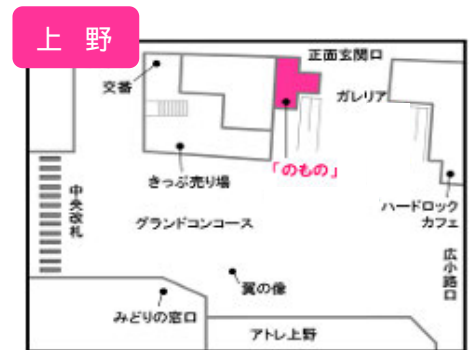 上 野
正面玄関口
交番
ガレリア
きっぷ売り場
「のもの」
中央改札
グランドコンコース
ハードロック
カフェ
広小路口
翼の像
みどりの窓口
アトレ上野